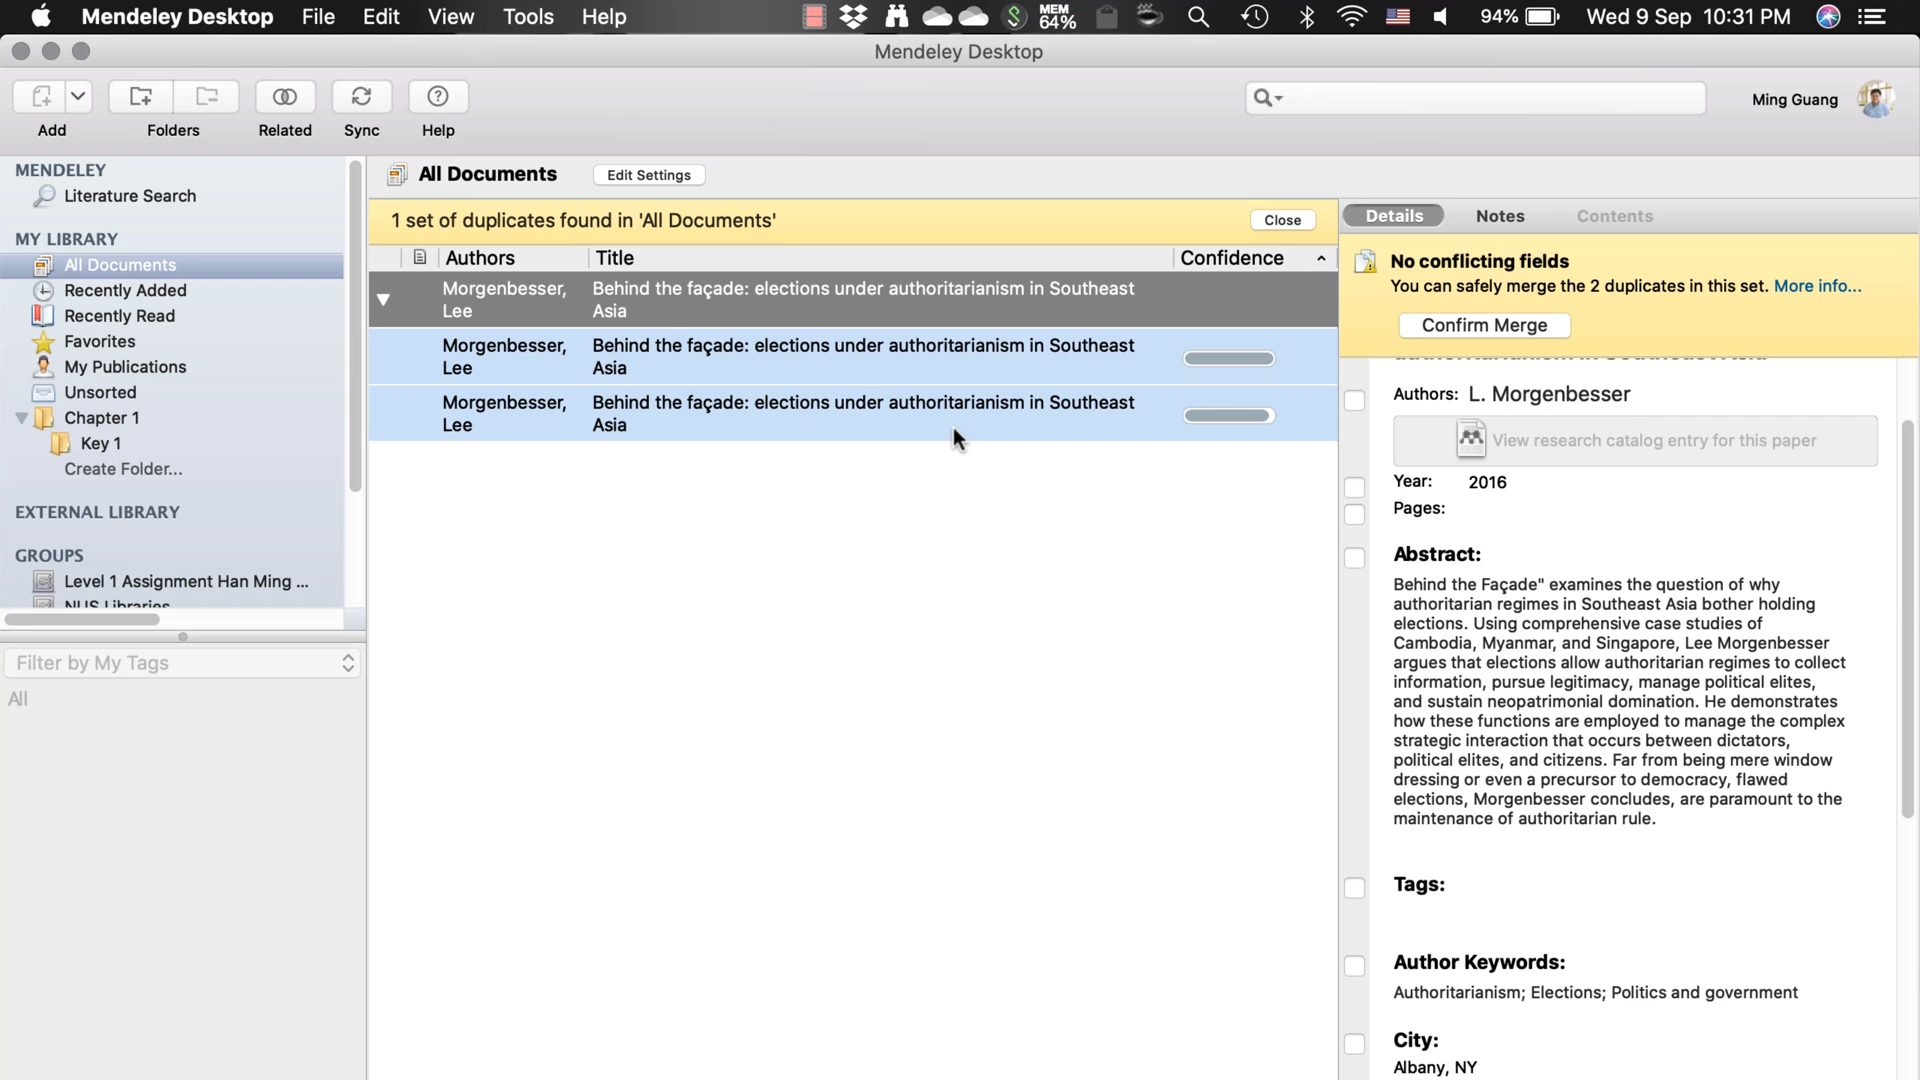 Mendeley Desktop File Edit View Tools Help MEM 64% 94% Wed 9 Sep 10:31 PM
Mendeley Desktop
Add Folders Related Sync Help Ming Guang
MENDELEY
Literature Search
MY LIBRARY
All Documents
Recently Added
Recently Read
Favorites
My Publications
Unsorted
Chapter 1
Key 1
Create Folder...
EXTERNAL LIBRARY
GROUPS
Level 1 Assignment Han Ming ...
NUS Libraries
Filter by My Tags
All
All Documents Edit Settings
1 set of duplicates found in 'All Documents' Close
Authors Title Confidence
Morgenbesser, Behind the façade: elections under authoritarianism in Southeast
Lee Asia
Morgenbesser, Behind the façade: elections under authoritarianism in Southeast
Lee Asia
Morgenbesser, Behind the façade: elections under authoritarianism in Southeast
Lee Asia
Details Notes Contents
No conflicting fields
You can safely merge the 2 duplicates in this set. More info...
Confirm Merge
Authors: L. Morgenbesser
View research catalog entry for this paper
Year: 2016
Pages:
Abstract:
Behind the Façade" examines the question of why
authoritarian regimes in Southeast Asia bother holding
elections. Using comprehensive case studies of
Cambodia, Myanmar, and Singapore, Lee Morgenbesser
argues that elections allow authoritarian regimes to collect
information, pursue legitimacy, manage political elites,
and sustain neopatrimonial domination. He demonstrates
how these functions are employed to manage the complex
strategic interaction that occurs between dictators,
political elites, and citizens. Far from being mere window
dressing or even a precursor to democracy, flawed
elections, Morgenbesser concludes, are paramount to the
maintenance of authoritarian rule.
Tags:
Author Keywords:
Authoritarianism; Elections; Politics and government
City:
Albany, NY